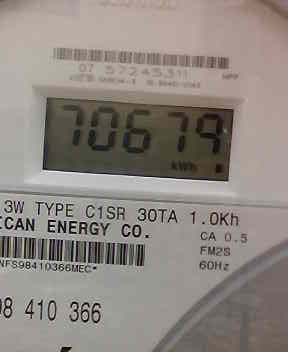 07 57245311
70679
kWh
3W TYPE C1SR 30TA 1.0Kh
ICAN ENERGY CO.
CA 0.5
FM2S
60Hz
NFS98410366MEC*
98 410 366